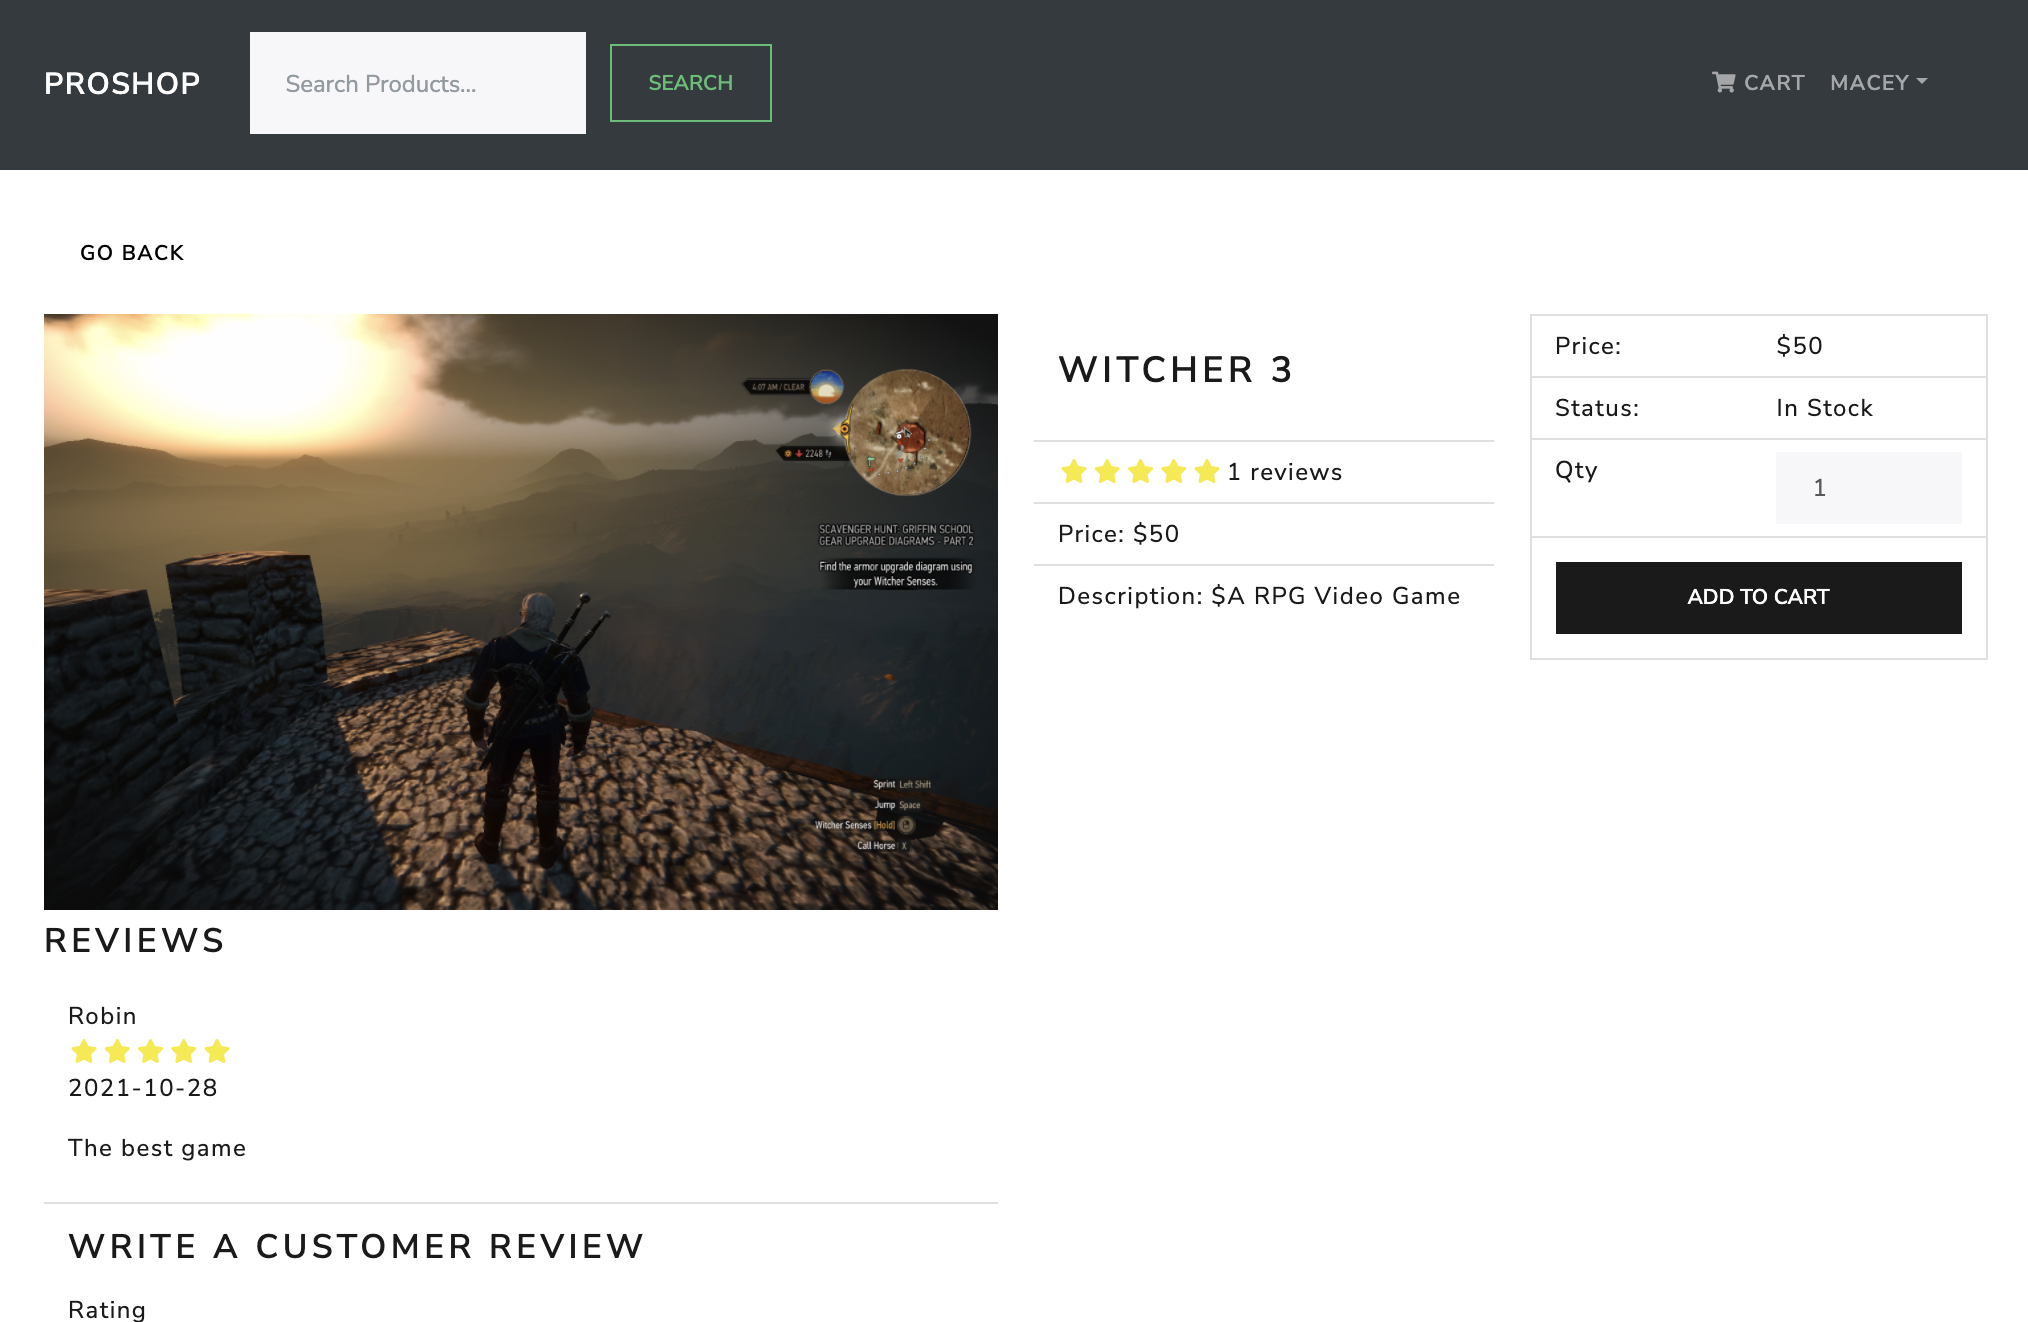 PROSHOP
Search Products...
SEARCH
CART
MACEY
GO BACK
4:07 AM / CLEAR
2248
SCAVENGER HUNT: GRIFFIN SCHOOL
GEAR UPGRADE DIAGRAMS - PART 2
Find the armor upgrade diagram using
your Witcher Senses.
Sprint Left Shift
Jump Space
Witcher Senses [Hold]
Call Horse X
WITCHER 3
1 reviews
Price: $50
Description: $A RPG Video Game
Price: $50
Status: In Stock
Qty 1
ADD TO CART
REVIEWS
Robin
2021-10-28
The best game
WRITE A CUSTOMER REVIEW
Rating